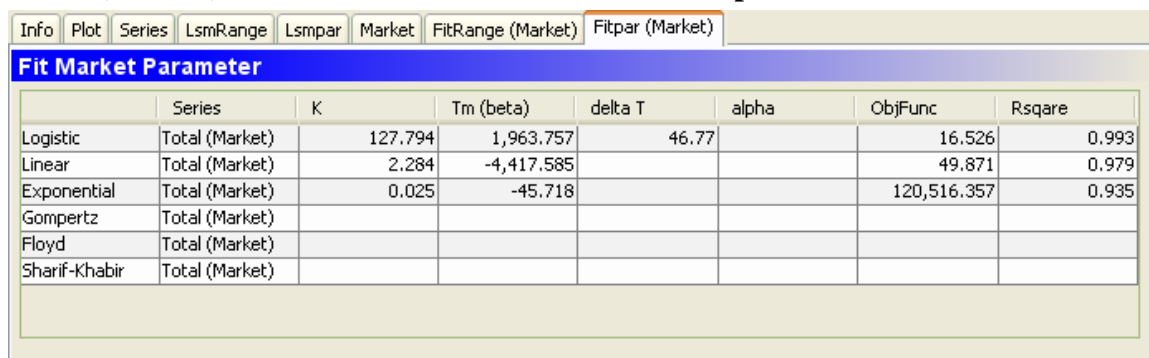 Info Plot Series LsmRange Lsmpar Market FitRange (Market) Fitpar (Market)
Fit Market Parameter
Series K Tm (beta) delta T alpha ObjFunc Rsqare
Logistic Total (Market) 127.794 1,963.757 46.77 16.526 0.993
Linear Total (Market) 2.284 -4,417.585 49.871 0.979
Exponential Total (Market) 0.025 -45.718 120,516.357 0.935
Gompertz Total (Market)
Floyd Total (Market)
Sharif-Khabir Total (Market)